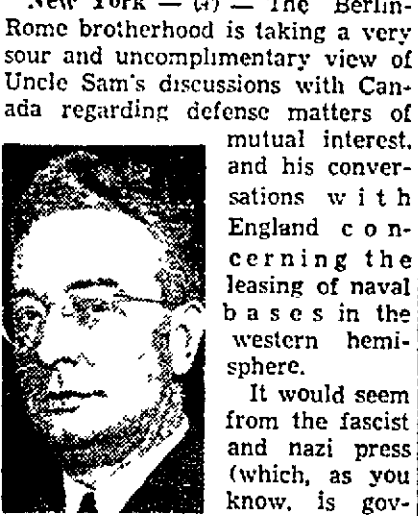 New York — (AP) — The Berlin-
Rome brotherhood is taking a very
sour and uncomplimentary view of
Uncle Sam's discussions with Can-
ada regarding defense matters of
mutual interest,
and his conver-
sations with
England con-
cerning the
leasing of naval
bases in the
western hemi-
sphere.
It would seem
from the fascist
and nazi press
(which, as you
know, is gov-